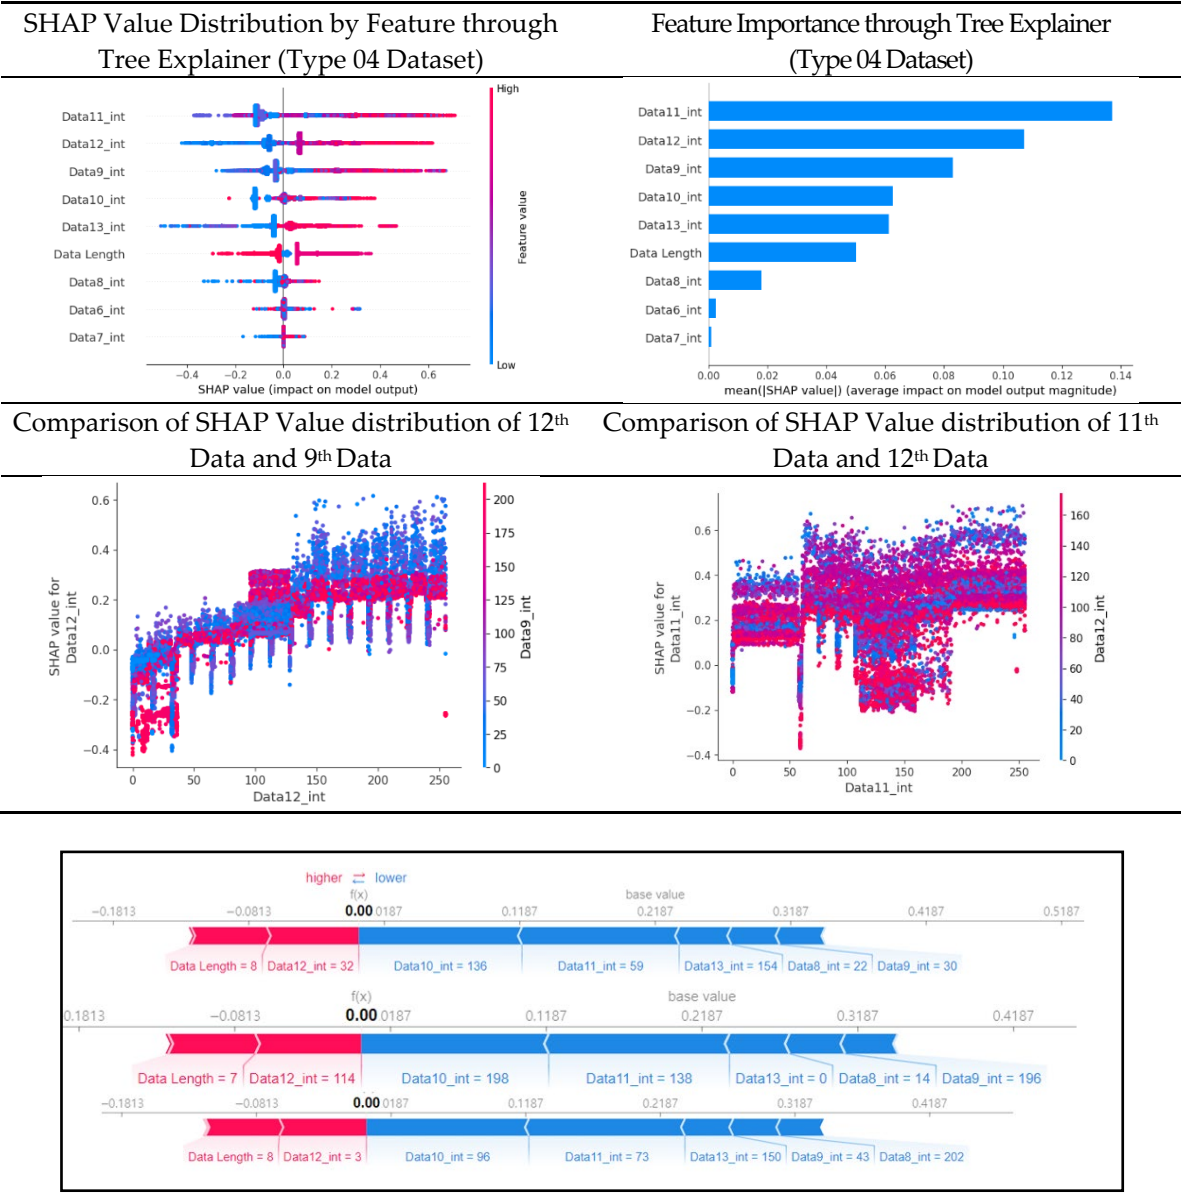 SHAP Value Distribution by Feature through
Tree Explainer (Type 04 Dataset)
Feature Importance through Tree Explainer
(Type 04 Dataset)
Data11_int
Data12_int
Data9_int
Data10_int
Data13_int
Data Length
Data8_int
Data6_int
Data7_int
−0.4 −0.2 0.0 0.2 0.4 0.6
SHAP value (impact on model output)
High
Feature value
Low
Data11_int
Data12_int
Data9_int
Data10_int
Data13_int
Data Length
Data8_int
Data6_int
Data7_int
0.00 0.02 0.04 0.06 0.08 0.10 0.12 0.14
mean(|SHAP value|) (average impact on model output magnitude)
Comparison of SHAP Value distribution of 12th
Data and 9th Data
Comparison of SHAP Value distribution of 11th
Data and 12th Data
SHAP value for
Data12_int
0.6
0.4
0.2
0.0
−0.2
−0.4
0 50 100 150 200 250
Data12_int
200
175
150
125
100
75
50
25
0
Data9_int
SHAP value for
Data11_int
0.6
0.4
0.2
0.0
−0.2
−0.4
0 50 100 150 200 250
Data11_int
160
140
120
100
80
60
40
20
0
Data12_int
higher ⇄ lower
f(x) base value
−0.1813 −0.0813 0.00 0187 0.1187 0.2187 0.3187 0.4187 0.5187
Data Length = 8 Data12_int = 32 Data10_int = 136 Data11_int = 59 Data13_int = 154 Data8_int = 22 Data9_int = 30
f(x) base value
0.1813 −0.0813 0.00 0187 0.1187 0.2187 0.3187 0.4187
Data Length = 7 Data12_int = 114 Data10_int = 198 Data11_int = 138 Data13_int = 0 Data8_int = 14 Data9_int = 196
−0.1813 −0.0813 0.00 0187 0.1187 0.2187 0.3187 0.4187
Data Length = 8 Data12_int = 3 Data10_int = 96 Data11_int = 73 Data13_int = 150 Data9_int = 43 Data8_int = 202